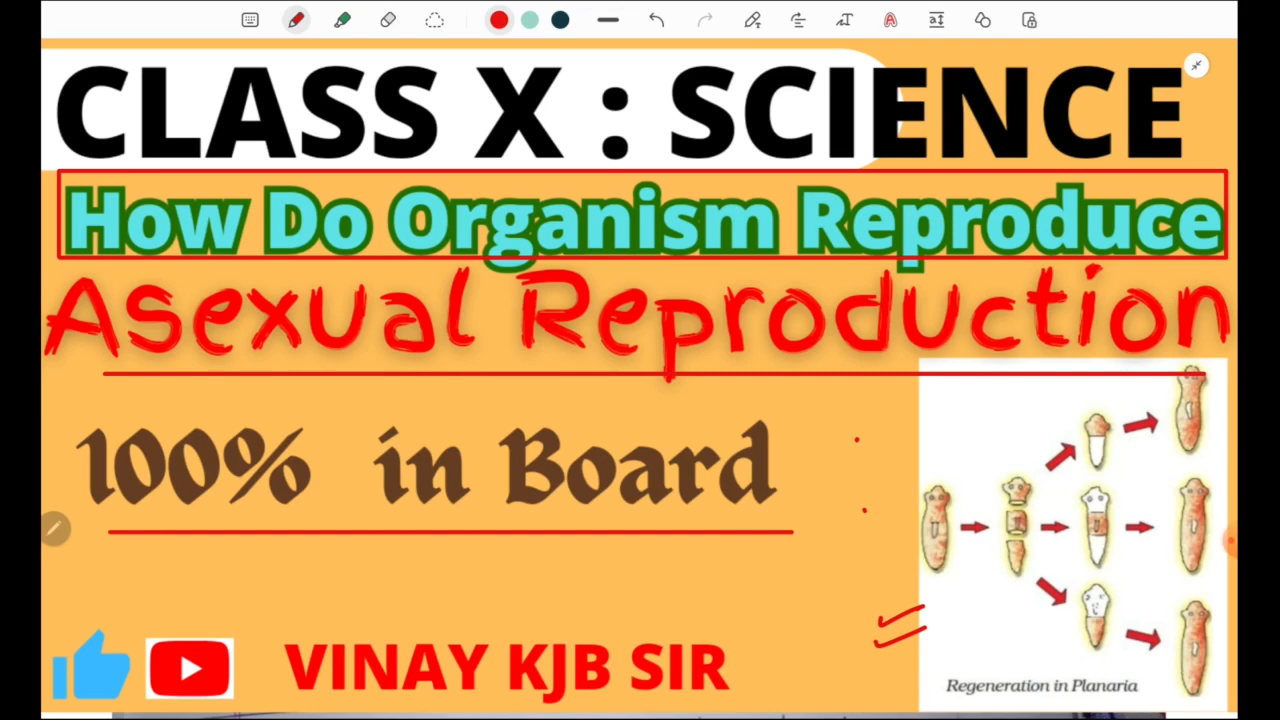 CLASS X : SCIENCE
How Do Organism Reproduce
Asexual Reproduction
100% in Board
VINAY KJB SIR
Regeneration in Planaria